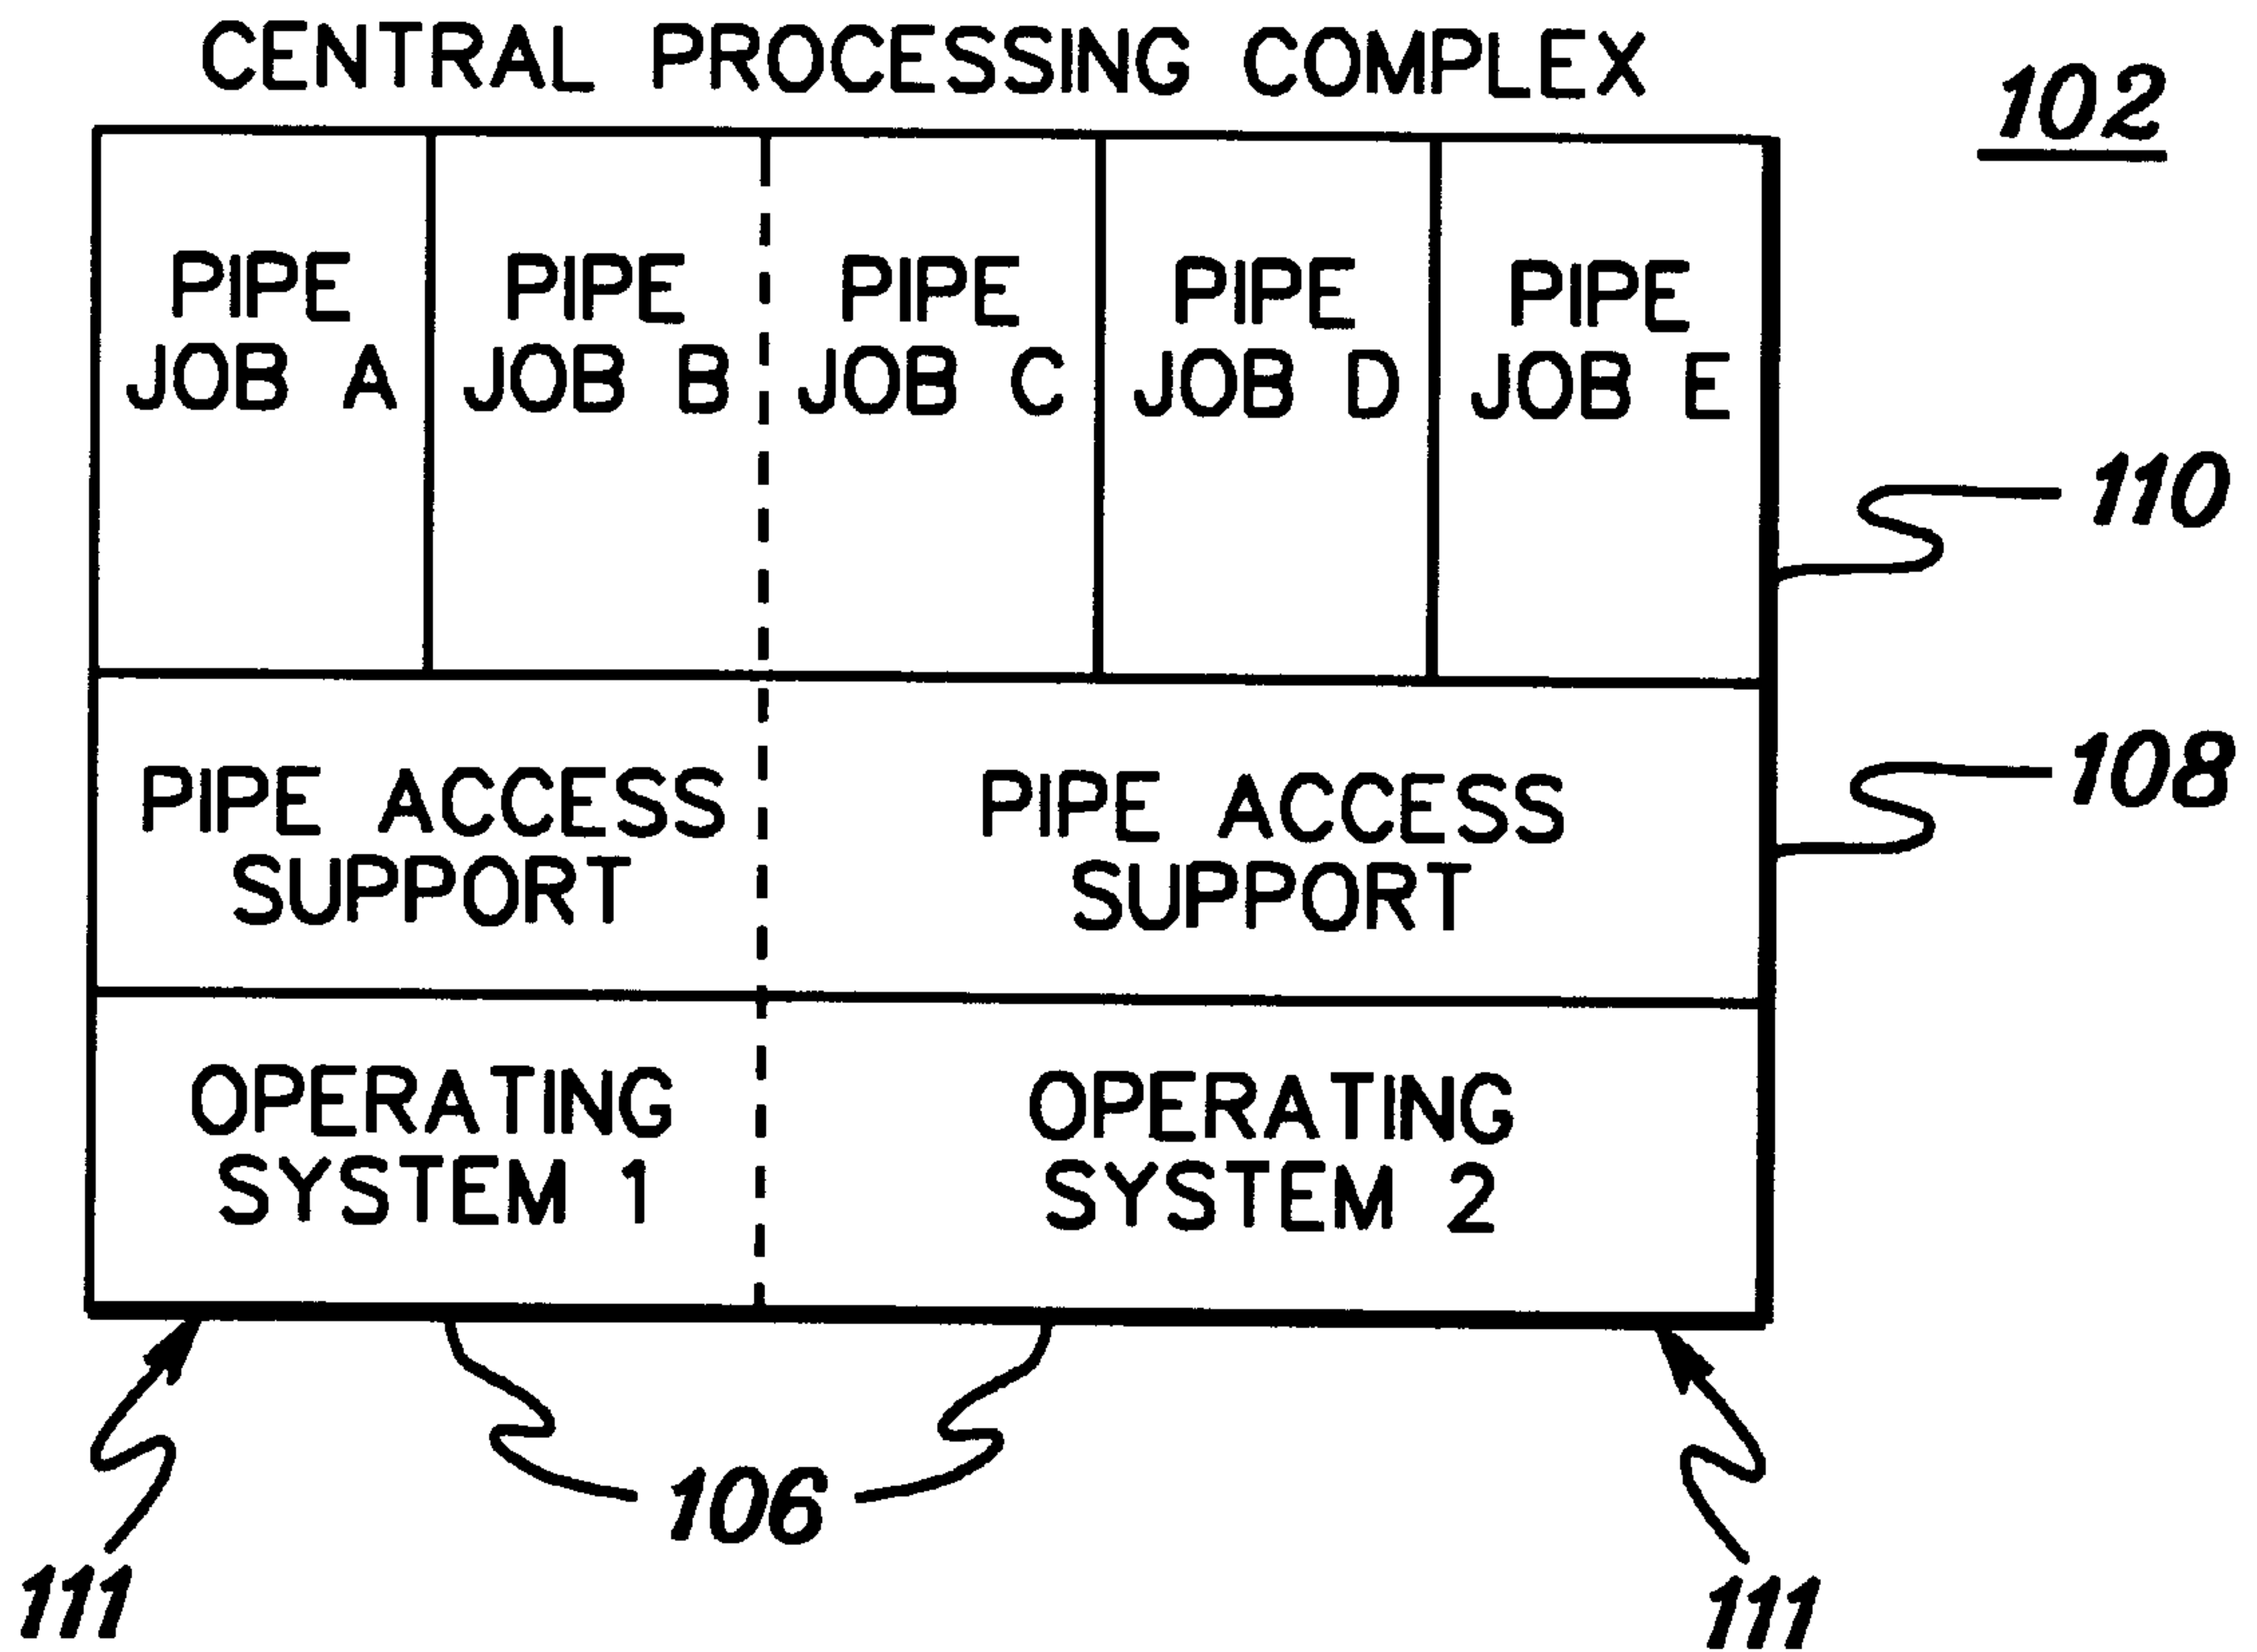 CENTRAL PROCESSING COMPLEX
102
PIPE JOB A
PIPE JOB B
PIPE JOB C
PIPE JOB D
PIPE JOB E
110
PIPE ACCESS
SUPPORT
PIPE ACCESS
SUPPORT
108
OPERATING
SYSTEM 1
OPERATING
SYSTEM 2
106
111
111